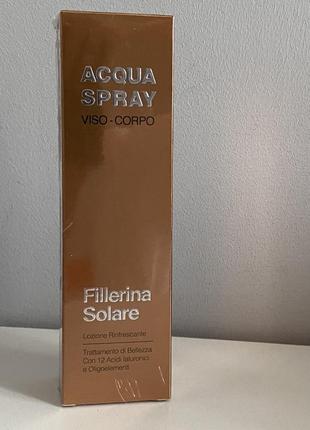 ACQUA
SPRAY
VISO - CORPO
Fillerina
Solare
Lozione Rinfrescante
Trattamento di Bellezza
Con 12 Acidi Ialuronici
e Oligoelementi